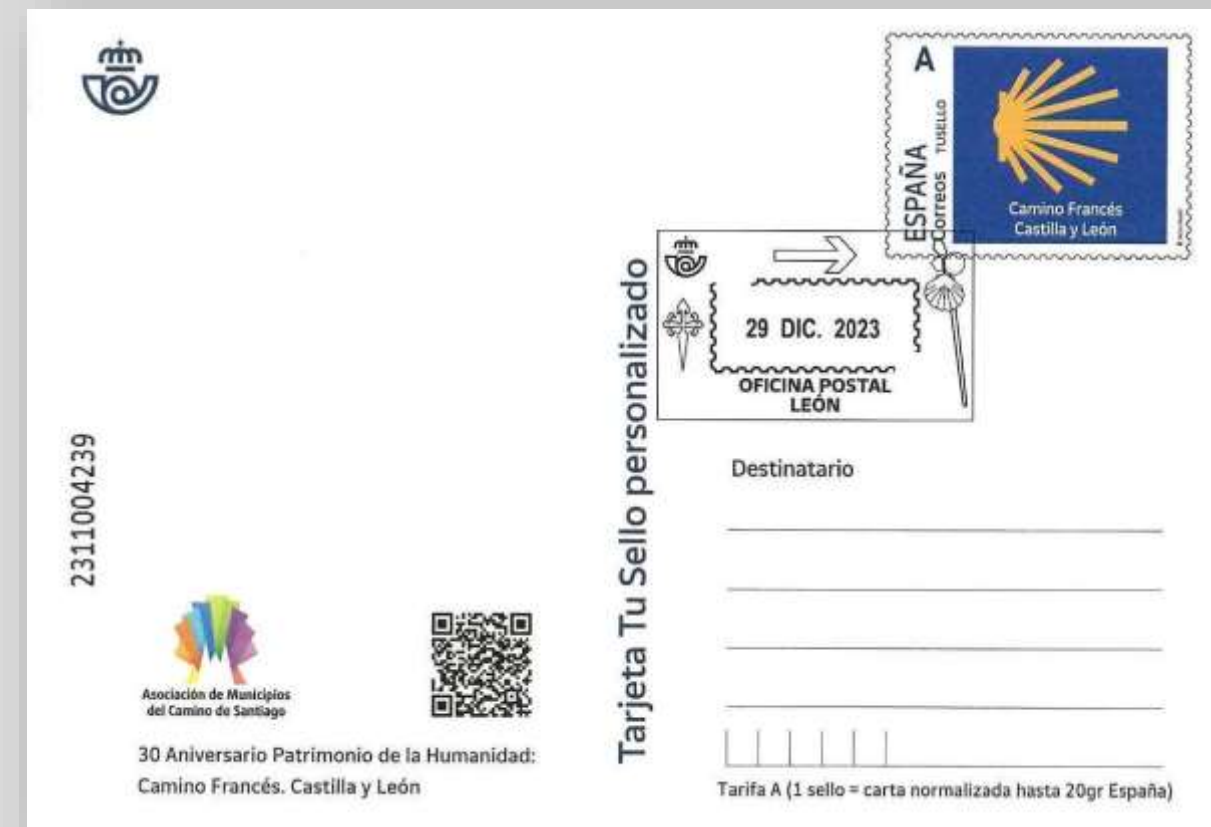 A
ESPAÑA
Correos TUSELLO
Camino Francés
Castilla y León
29 DIC. 2023
OFICINA POSTAL
LEÓN
Tarjeta Tu Sello personalizado
Destinatario
2311004239
Asociación de Municipios
del Camino de Santiago
30 Aniversario Patrimonio de la Humanidad:
Camino Francés. Castilla y León
Tarifa A (1 sello = carta normalizada hasta 20gr España)